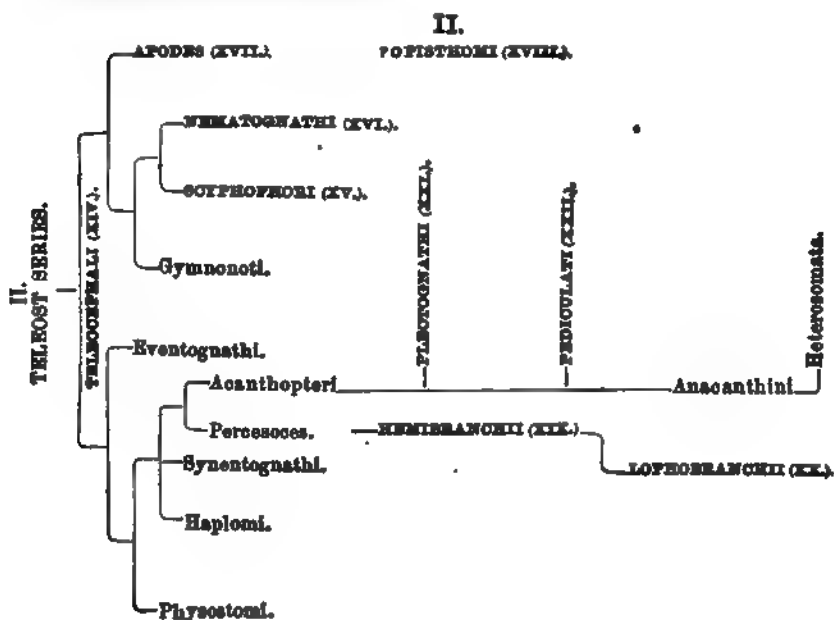 II.
APODES (XVII.). ? OPISTHOMI (XVIII.).
NEMATOGNATHI (XVI.).
SCYPHOPHORI (XV.).
Gymnonoti.
II.
TELEOST SERIES.
TELEOCEPHALI (XIV.).
PLECTOGNATHI (XXI.).
PEDICULATI (XXII.).
Heterosomata.
Eventognathi.
Acanthopteri
Anacanthini
Percesoces.
HEMIBRANCHII (XIX.)
Synentognathi.
LOPHOBRANCHII (XX.).
Haplomi.
Physostomi.